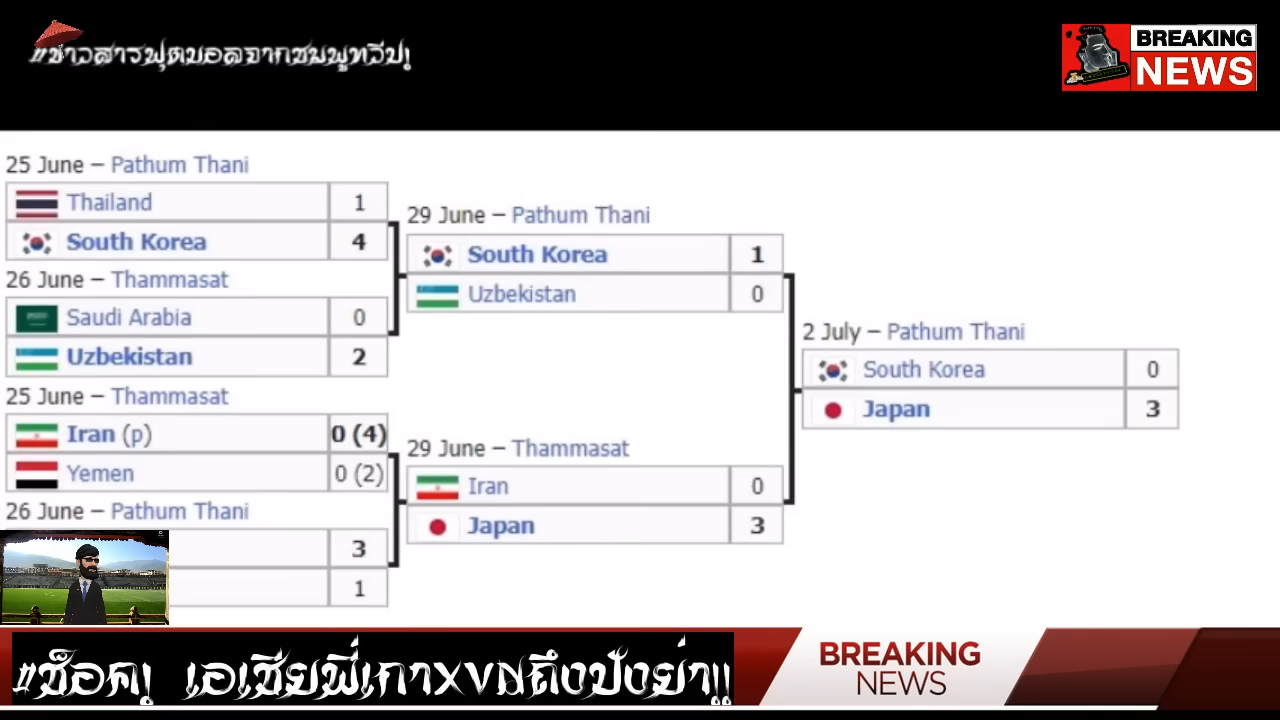 #ข่าวสารฟุตบอลจากชมพูทวีป!
BREAKING
NEWS
25 June – Pathum Thani
Thailand 1
South Korea 4
26 June – Thammasat
Saudi Arabia 0
Uzbekistan 2
25 June – Thammasat
Iran (p) 0 (4)
Yemen 0 (2)
26 June – Pathum Thani
3
1
29 June – Pathum Thani
South Korea 1
Uzbekistan 0
29 June – Thammasat
Iran 0
Japan 3
2 July – Pathum Thani
South Korea 0
Japan 3
#ช็อค! เอเชียพี่เกาXVNถึงปังย่า!!
BREAKING
NEWS